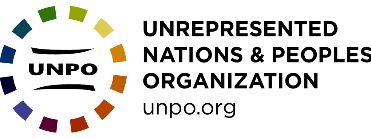 UNPO
UNREPRESENTED
NATIONS & PEOPLES
ORGANIZATION
unpo.org